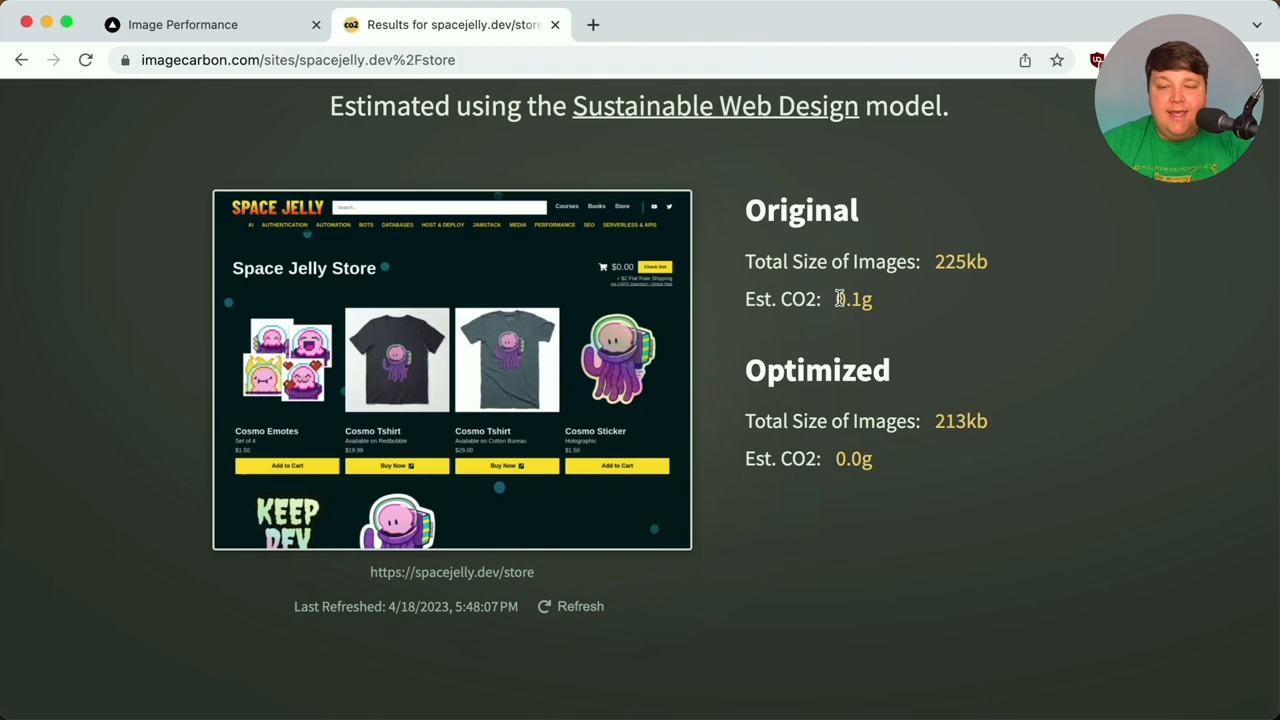 Image Performance
co2 Results for spacejelly.dev/store
imagecarbon.com/sites/spacejelly.dev%2Fstore
Estimated using the Sustainable Web Design model.
SPACE JELLY
Search...
Courses Books Store
AI AUTHENTICATION AUTOMATION BOTS DATABASES HOST & DEPLOY JAMSTACK MEDIA PERFORMANCE SEO SERVERLESS & APIS
Space Jelly Store
$0.00 Check Out
+ $2 Flat Rate Shipping
Cosmo Emotes
Set of 4
$1.50
Add to Cart
Cosmo Tshirt
Available on Redbubble
$19.99
Buy Now
Cosmo Tshirt
Available on Cotton Bureau
$29.00
Buy Now
Cosmo Sticker
Holographic
$1.50
Add to Cart
KEEP
DEV
https://spacejelly.dev/store
Last Refreshed: 4/18/2023, 5:48:07 PM Refresh
Original
Total Size of Images: 225kb
Est. CO2: 0.1g
Optimized
Total Size of Images: 213kb
Est. CO2: 0.0g